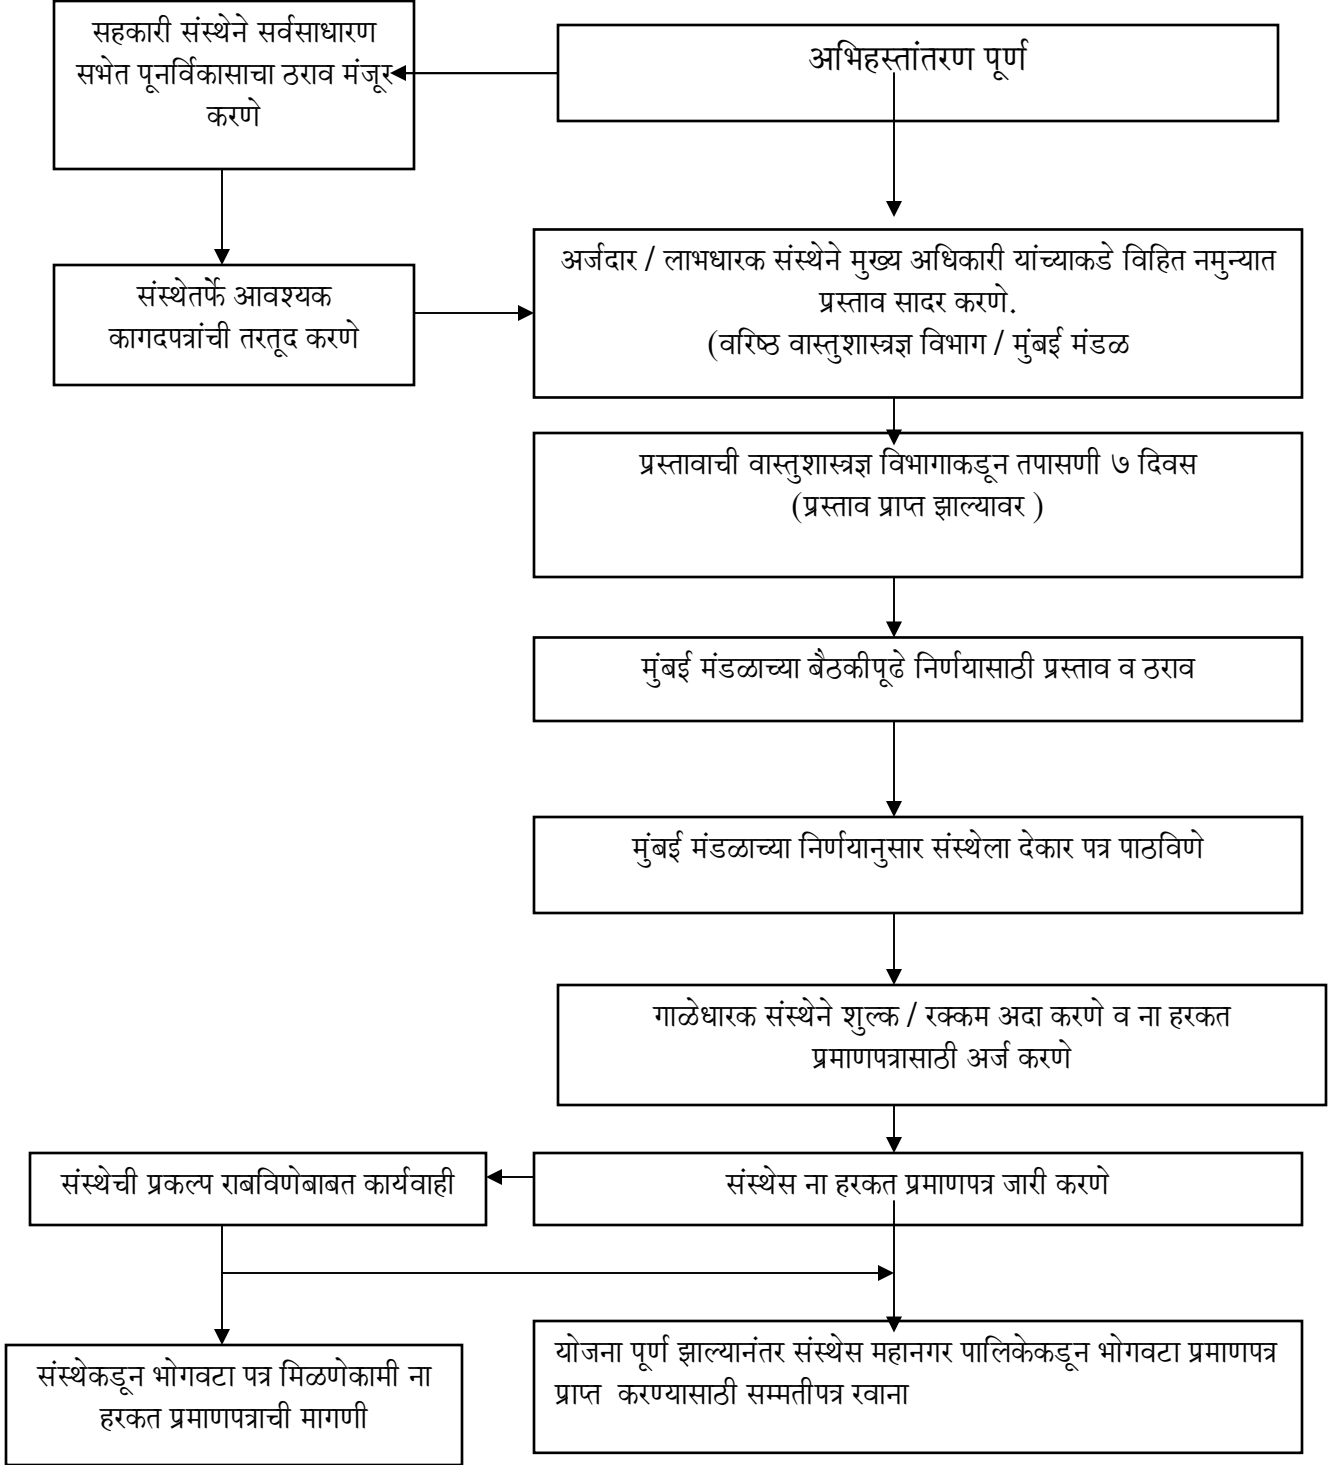 सहकारी संस्थेने सर्वसाधारण
सभेत पूनर्विकासाचा ठराव मंजूर
करणे
अभिहस्तांतरण पूर्ण
संस्थेतर्फे आवश्यक
कागदपत्रांची तरतूद करणे
अर्जदार / लाभधारक संस्थेने मुख्य अधिकारी यांच्याकडे विहित नमुन्यात
प्रस्ताव सादर करणे.
(वरिष्ठ वास्तुशास्त्रज्ञ विभाग / मुंबई मंडळ
प्रस्तावाची वास्तुशास्त्रज्ञ विभागाकडून तपासणी ७ दिवस
(प्रस्ताव प्राप्त झाल्यावर )
मुंबई मंडळाच्या बैठकीपूढे निर्णयासाठी प्रस्ताव व ठराव
मुंबई मंडळाच्या निर्णयानुसार संस्थेला देकार पत्र पाठविणे
गाळेधारक संस्थेने शुल्क / रक्कम अदा करणे व ना हरकत
प्रमाणपत्रासाठी अर्ज करणे
संस्थेची प्रकल्प राबविणेबाबत कार्यवाही
संस्थेस ना हरकत प्रमाणपत्र जारी करणे
संस्थेकडून भोगवटा पत्र मिळणेकामी ना
हरकत प्रमाणपत्राची मागणी
योजना पूर्ण झाल्यानंतर संस्थेस महानगर पालिकेकडून भोगवटा प्रमाणपत्र
प्राप्त करण्यासाठी सम्मतीपत्र रवाना